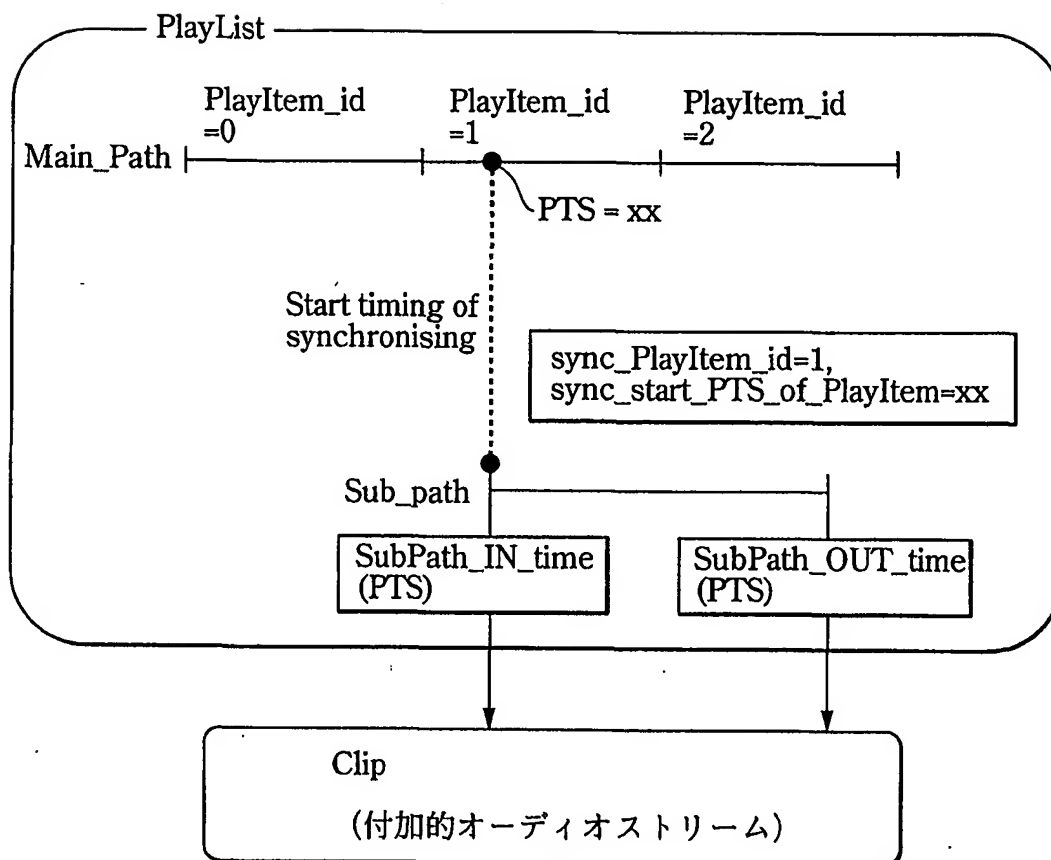 PlayList
PlayItem_id
=0
PlayItem_id
=1
PlayItem_id
=2
Main_Path
PTS = xx
Start timing of
synchronising
sync_PlayItem_id=1,
sync_start_PTS_of_PlayItem=xx
Sub_path
SubPath_IN_time
(PTS)
SubPath_OUT_time
(PTS)
Clip
(付加的オーディオストリーム)